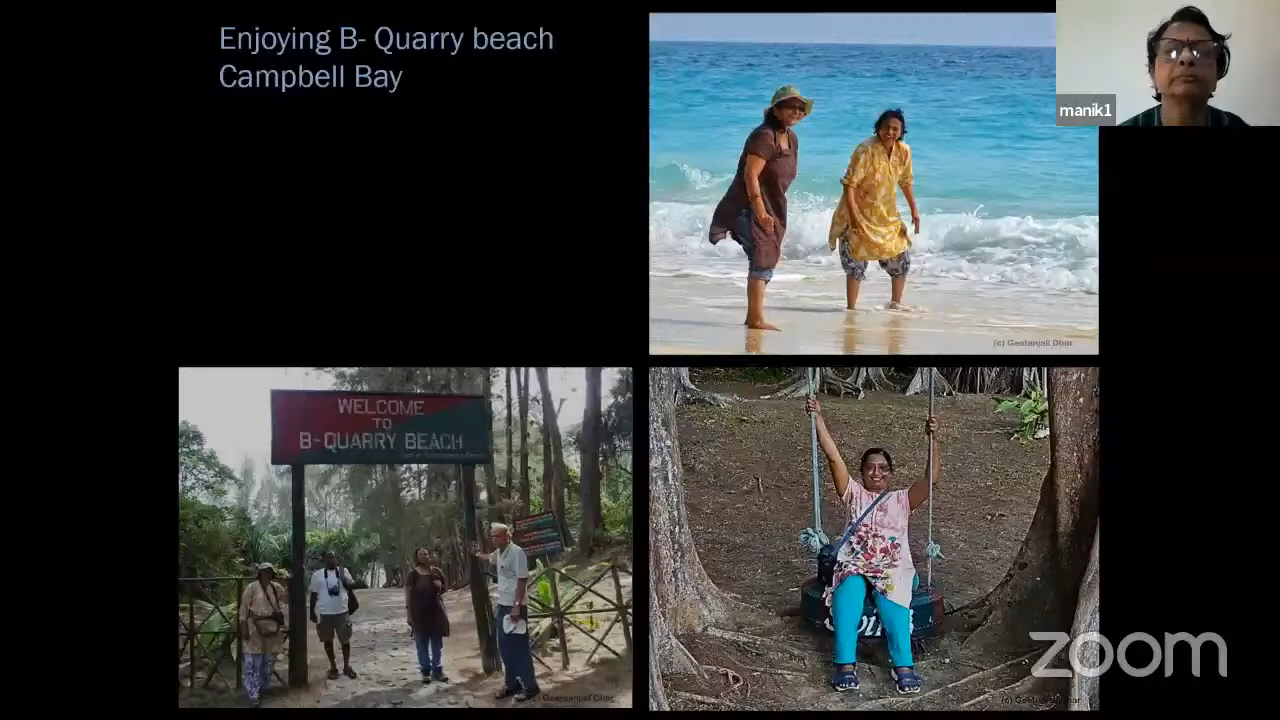 Enjoying B- Quarry beach
Campbell Bay
manik1
(c) Geetanjali Dhar
WELCOME
TO
B-QUARRY BEACH
(c) Geetanjali Dhar
zoom